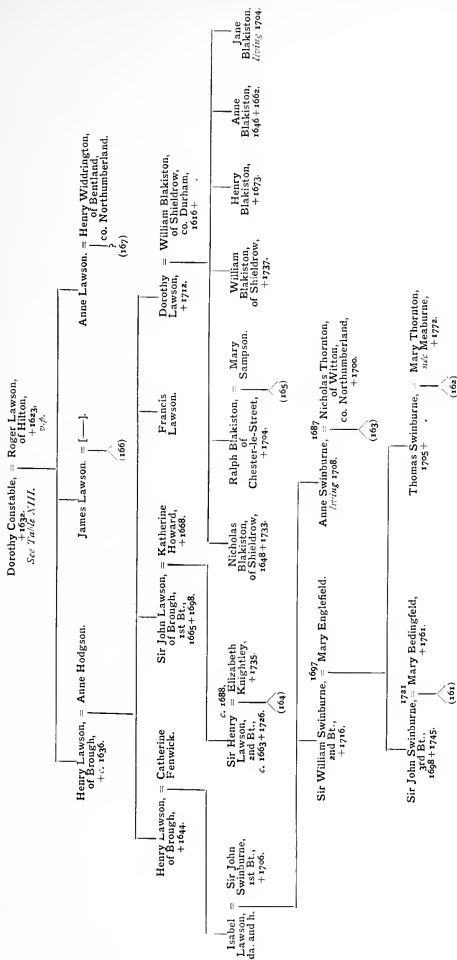 Dorothy Constable, = Roger Lawson,
+1632. of Hilton,
See Table XIII. +1623,
v.p.
Henry Lawson, = Anne Hodgson.
of Brough,
+c. 1636.
James Lawson. = [—].
(166)
Anne Lawson. = Henry Widdrington,
of Bentland,
co. Northumberland.
?
(167)
Henry Lawson, = Catherine
of Brough, Fenwick.
+1644.
Sir John Lawson, = Katherine
of Brough, Howard,
1st Bt., +1668.
1665+1698.
Francis
Lawson.
Dorothy = William Blakiston,
Lawson, of Shieldrow,
+1712. co. Durham,
1616+ .
Isabel = Sir John
Lawson, Swinburne,
da. and h. 1st Bt.,
+1706.
c. 1688.
Sir Henry = Elizabeth
Lawson, Knightley,
2nd Bt., +1735.
c. 1663+1726.
(164)
Nicholas
Blakiston,
of Shieldrow,
1648+1733.
Ralph Blakiston, = Mary
of Sampson.
Chester-le-Street,
+1704.
(165)
William
Blakiston,
of Shieldrow,
+1737.
Henry
Blakiston,
+1673.
Anne
Blakiston,
1646+1662.
Jane
Blakiston,
living 1704.
1697
Sir William Swinburne, = Mary Englefield.
2nd Bt.,
+1716.
1687
Anne Swinburne, = Nicholas Thornton,
living 1708. of Witton,
co. Northumberland,
+1700.
(163)
1721
Sir John Swinburne, = Mary Bedingfeld,
3rd Bt., +1761.
1698+1745.
(161)
Thomas Swinburne, = Mary Thornton,
1705+ . née Meaburne,
+1772.
(162)